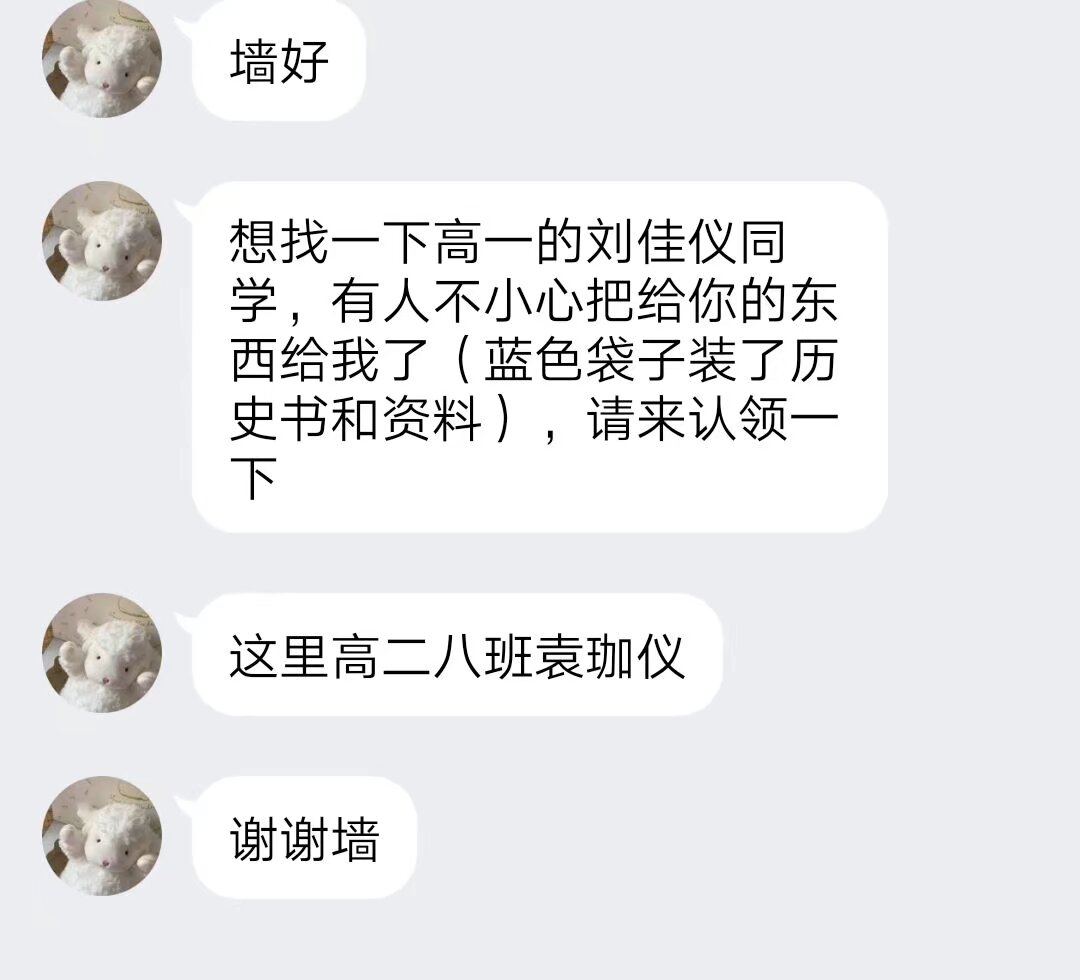 墙好
想找一下高一的刘佳仪同
学，有人不小心把给你的东
西给我了（蓝色袋子装了历
史书和资料），请来认领一
下
这里高二八班袁珈仪
谢谢墙